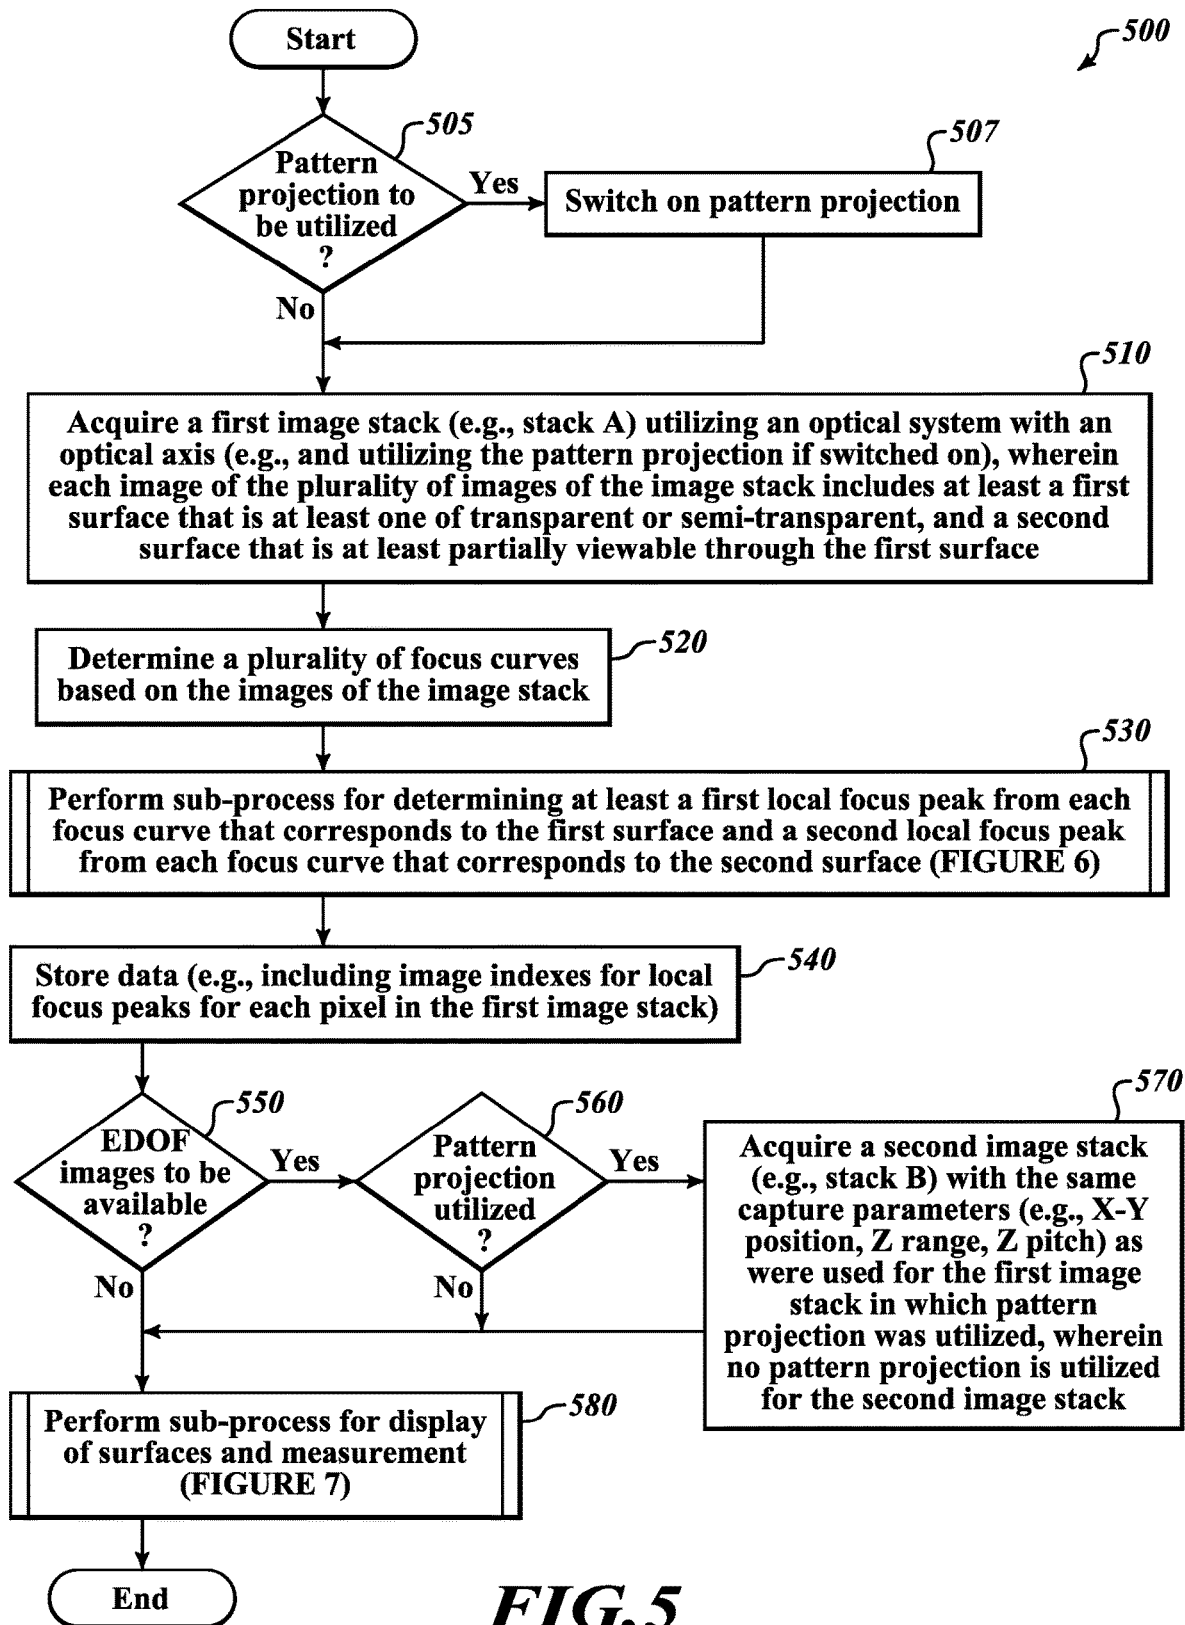 Start
500
505
Pattern
projection to
be utilized
?
Yes
507
Switch on pattern projection
No
510
Acquire a first image stack (e.g., stack A) utilizing an optical system with an
optical axis (e.g., and utilizing the pattern projection if switched on), wherein
each image of the plurality of images of the image stack includes at least a first
surface that is at least one of transparent or semi-transparent, and a second
surface that is at least partially viewable through the first surface
520
Determine a plurality of focus curves
based on the images of the image stack
530
Perform sub-process for determining at least a first local focus peak from each
focus curve that corresponds to the first surface and a second local focus peak
from each focus curve that corresponds to the second surface (FIGURE 6)
540
Store data (e.g., including image indexes for local
focus peaks for each pixel in the first image stack)
550
EDOF
images to be
available
?
Yes
No
560
Pattern
projection
utilized
?
Yes
No
570
Acquire a second image stack
(e.g., stack B) with the same
capture parameters (e.g., X-Y
position, Z range, Z pitch) as
were used for the first image
stack in which pattern
projection was utilized, wherein
no pattern projection is utilized
for the second image stack
580
Perform sub-process for display
of surfaces and measurement
(FIGURE 7)
End
FIG.5